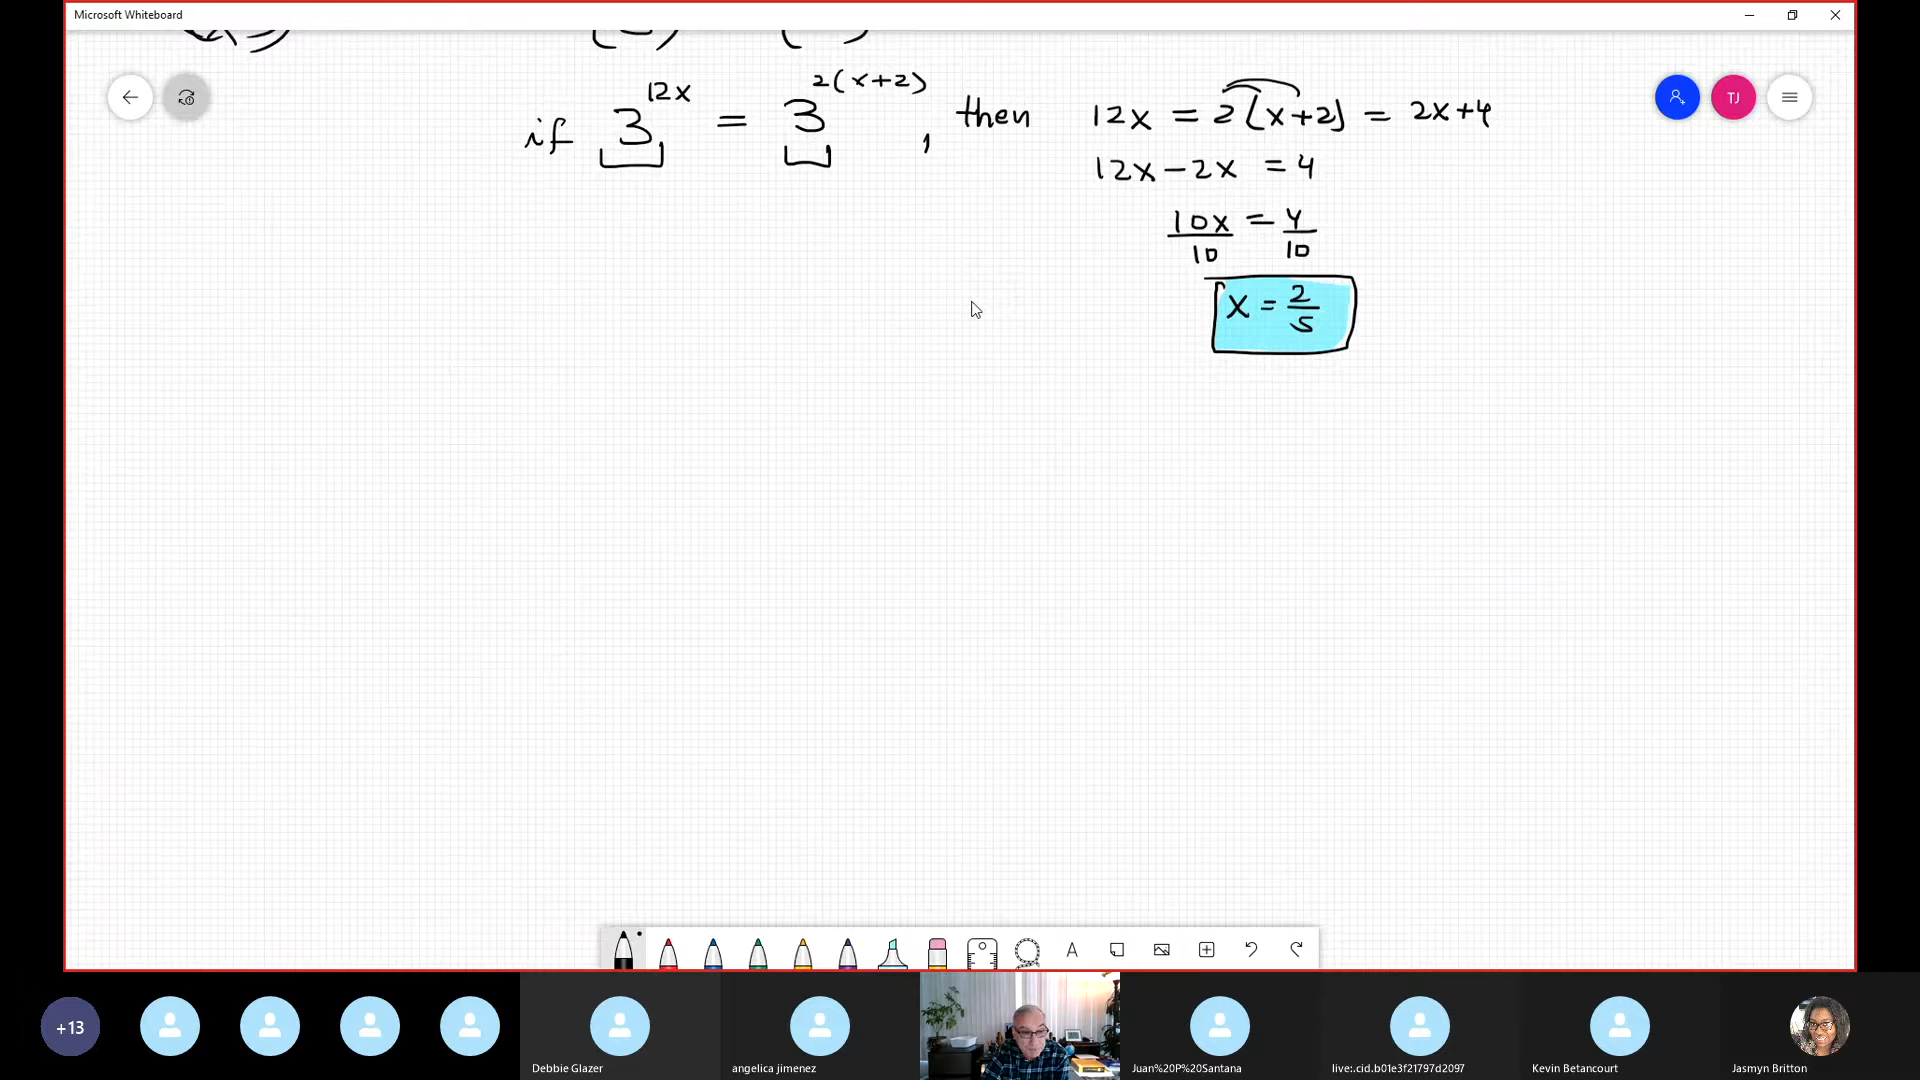 Microsoft Whiteboard
if 3^{12x} = 3^{2(x+2)}, then 12x = 2(x+2) = 2x+4
12x-2x = 4
10x/10 = 4/10
x = 2/5
TJ
A
+13
Debbie Glazer
angelica jimenez
Juan%20P%20Santana
live:.cid.b01e3f21797d2097
Kevin Betancourt
Jasmyn Britton